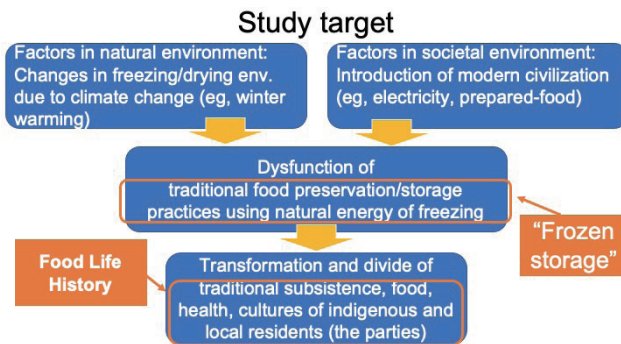 Study target
Factors in natural environment:
Changes in freezing/drying env.
due to climate change (eg, winter
warming)
Factors in societal environment:
Introduction of modern civilization
(eg, electricity, prepared-food)
Dysfunction of
traditional food preservation/storage
practices using natural energy of freezing
“Frozen
storage”
Food Life
History
Transformation and divide of
traditional subsistence, food,
health, cultures of indigenous and
local residents (the parties)